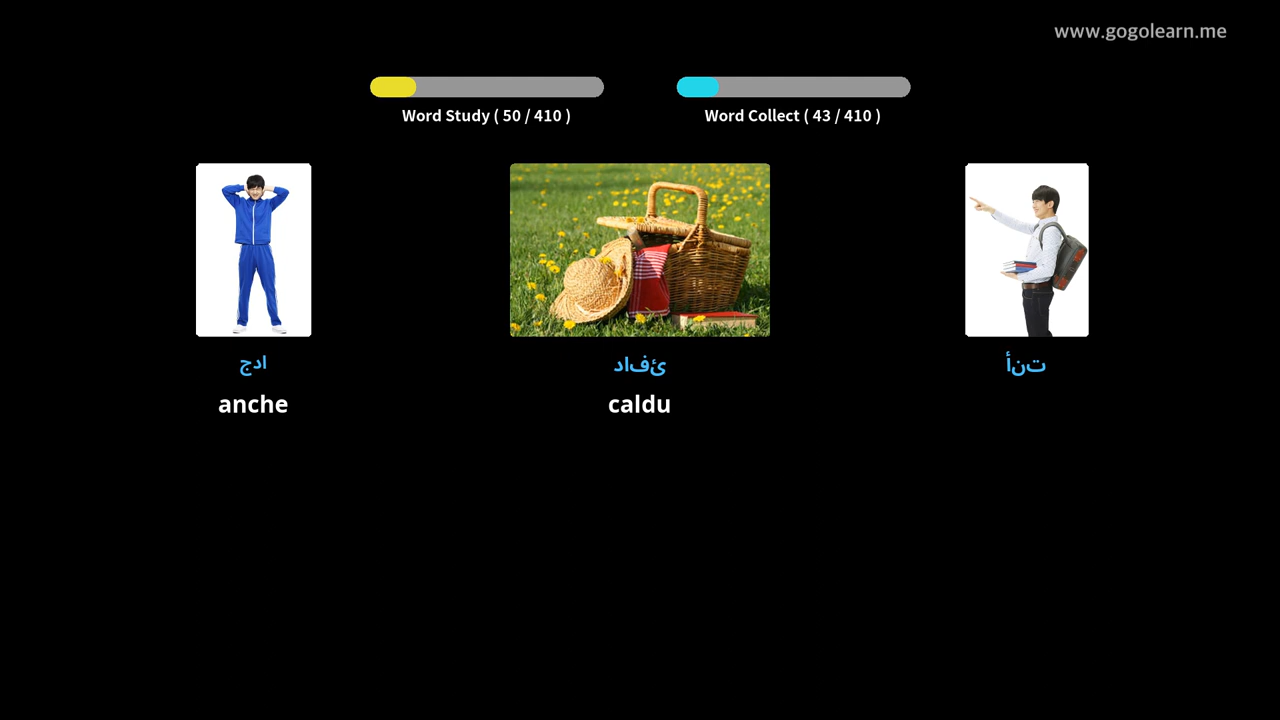 www.gogolearn.me
Word Study ( 50 / 410 )
Word Collect ( 43 / 410 )
ادج
ئفاد
تنأ
anche
caldu